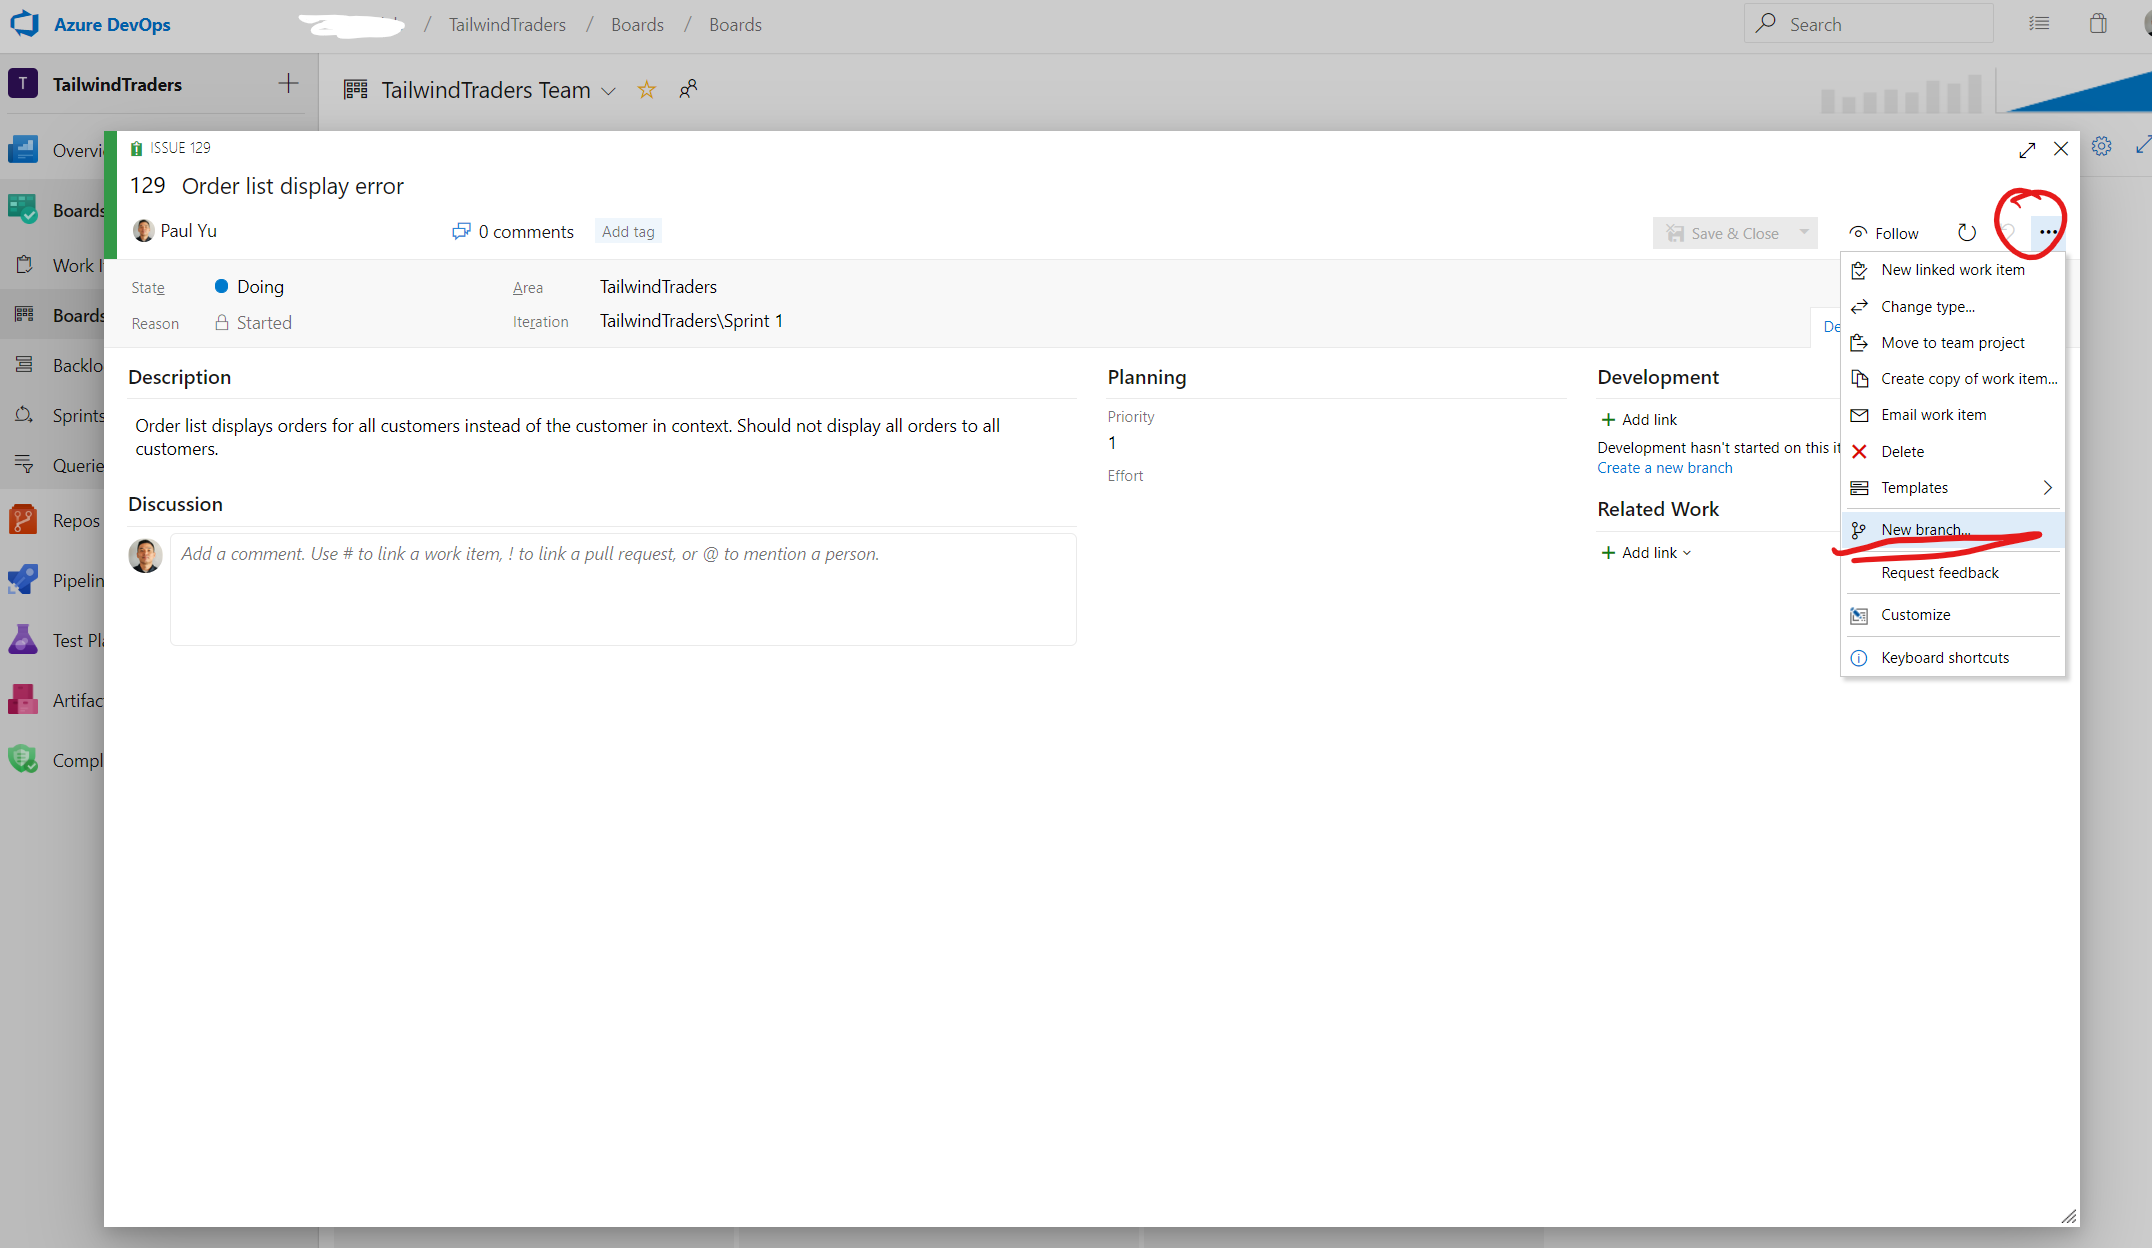 Azure DevOps / TailwindTraders / Boards / Boards
Search
T TailwindTraders
TailwindTraders Team
Overvi
Boards
Work I
Boards
Backlo
Sprints
Querie
Repos
Pipelin
Test Pl
Artifac
Compl
ISSUE 129
129 Order list display error
Paul Yu
0 comments
Add tag
Save & Close
Follow
State Doing
Reason Started
Area TailwindTraders
Iteration TailwindTraders\Sprint 1
De
Description
Order list displays orders for all customers instead of the customer in context. Should not display all orders to all
customers.
Discussion
Add a comment. Use # to link a work item, ! to link a pull request, or @ to mention a person.
Planning
Priority
1
Effort
Development
Add link
Development hasn't started on this it
Create a new branch
Related Work
Add link
New linked work item
Change type...
Move to team project
Create copy of work item...
Email work item
Delete
Templates
New branch...
Request feedback
Customize
Keyboard shortcuts